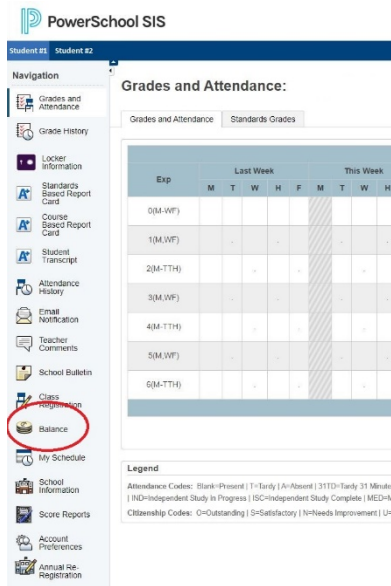 PowerSchool SIS
Student #1 Student #2
Navigation
Grades and
Attendance
Grade History
Locker
Information
Standards
Based Report
Card
Course
Based Report
Card
Student
Transcript
Attendance
History
Email
Notification
Teacher
Comments
School Bulletin
Class
Registration
Balance
My Schedule
School
Information
Score Reports
Account
Preferences
Annual Re-
Registration
Grades and Attendance:
Grades and Attendance Standards Grades
Exp Last Week This Week
M T W H F M T W H
0(M-WF)
1(M,WF)
2(M-TTH)
3(M,WF)
4(M-TTH)
5(M,WF)
6(M-TTH)
Legend
Attendance Codes: Blank=Present | T=Tardy | A=Absent | 31TD=Tardy 31 Minute
| IND=Independent Study In Progress | ISC=Independent Study Complete | MED=M
Citizenship Codes: O=Outstanding | S=Satisfactory | N=Needs Improvement | U=